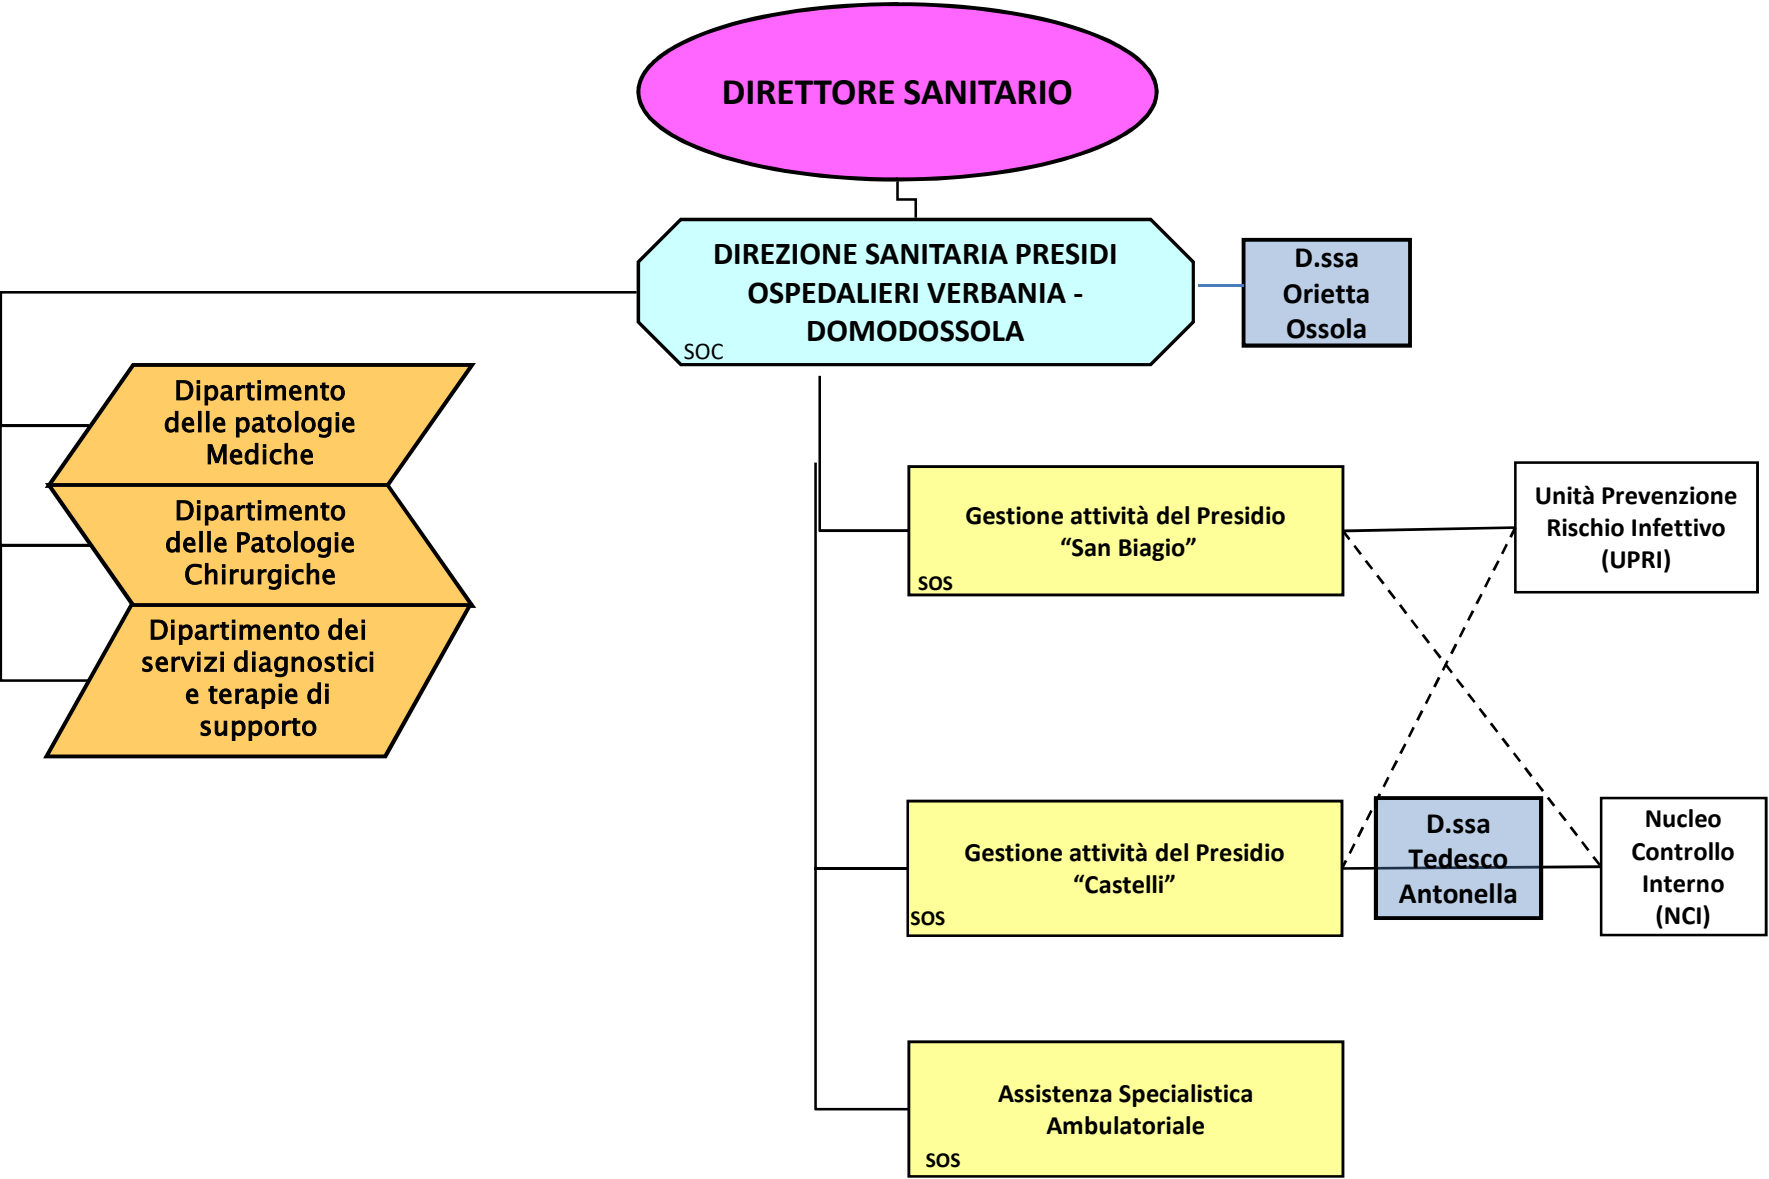 DIRETTORE SANITARIO
DIREZIONE SANITARIA PRESIDI
OSPEDALIERI VERBANIA -
DOMODOSSOLA
SOC
D.ssa
Orietta
Ossola
Dipartimento
delle patologie
Mediche
Dipartimento
delle Patologie
Chirurgiche
Dipartimento dei
servizi diagnostici
e terapie di
supporto
Gestione attività del Presidio
“San Biagio”
SOS
Unità Prevenzione
Rischio Infettivo
(UPRI)
Gestione attività del Presidio
“Castelli”
SOS
D.ssa
Tedesco
Antonella
Nucleo
Controllo
Interno
(NCI)
Assistenza Specialistica
Ambulatoriale
SOS